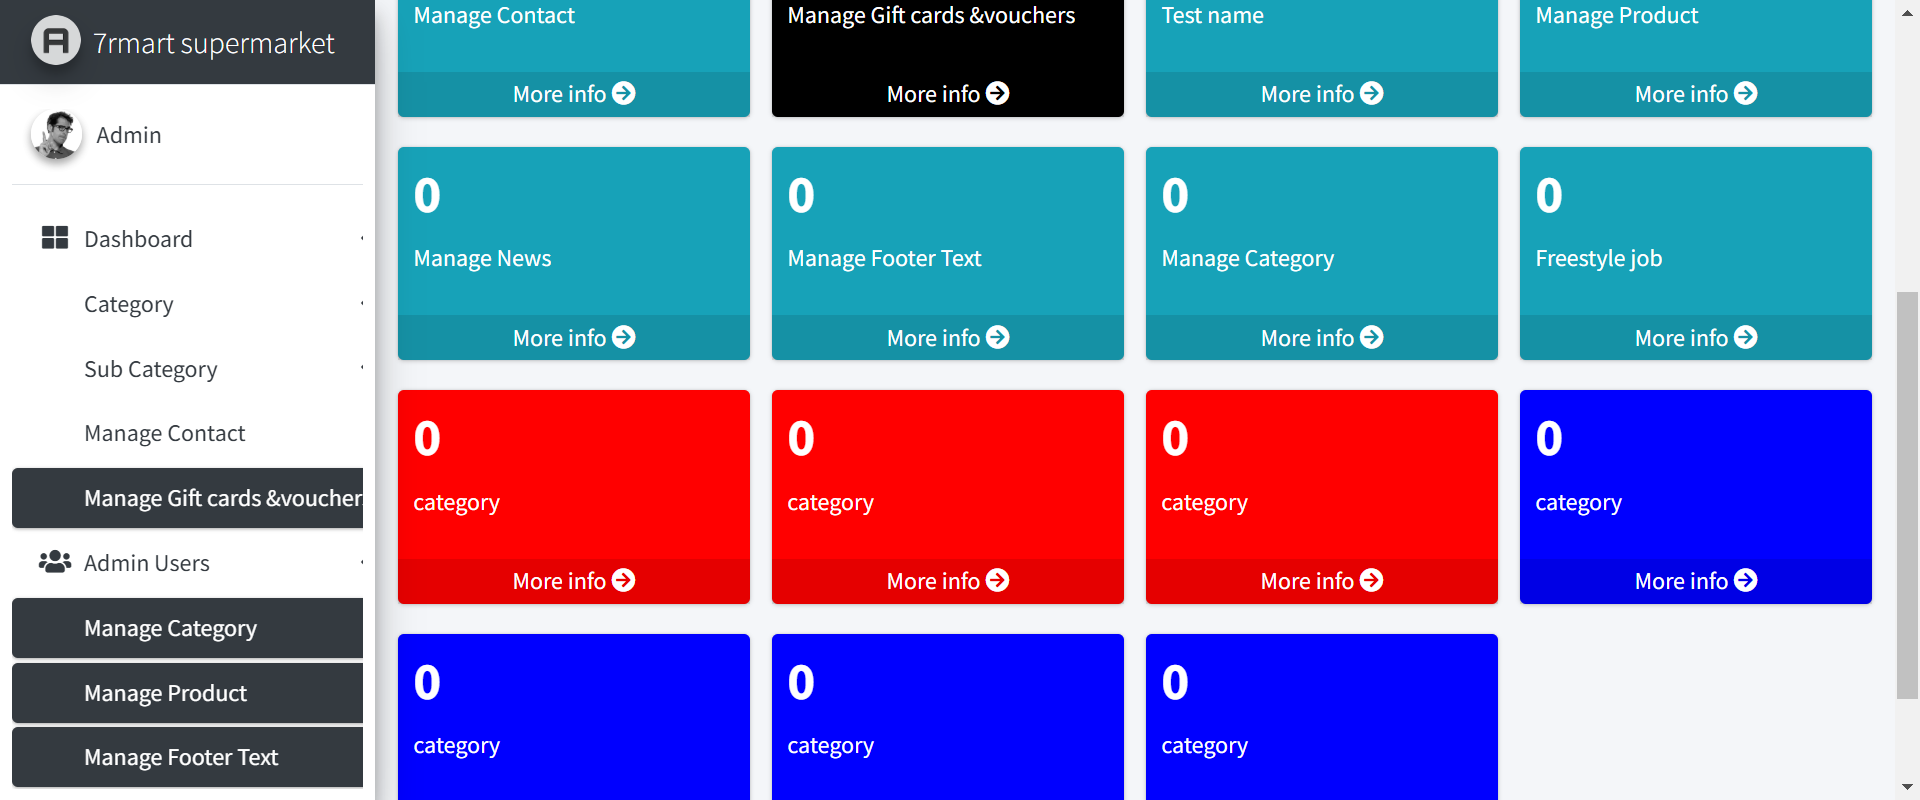 7rmart supermarket
Admin
Dashboard
Category
Sub Category
Manage Contact
Manage Gift cards &voucher
Admin Users
Manage Category
Manage Product
Manage Footer Text
Manage Contact
More info
Manage Gift cards &vouchers
More info
Test name
More info
Manage Product
More info
0
Manage News
More info
0
Manage Footer Text
More info
0
Manage Category
More info
0
Freestyle job
More info
0
category
More info
0
category
More info
0
category
More info
0
category
More info
0
category
0
category
0
category